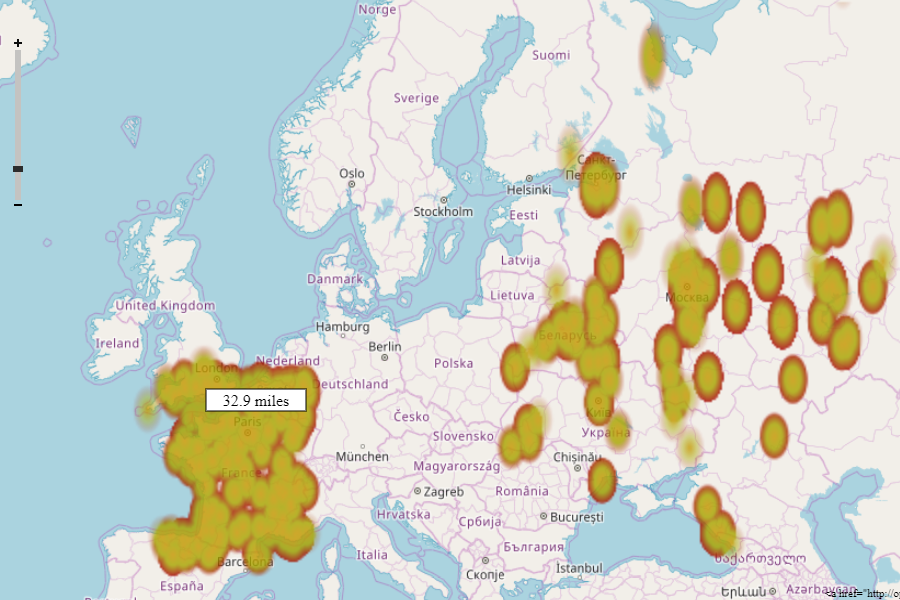 Norge
+
Suomi
Sverige
Санкт-
Петербург
Oslo
Helsinki
Stockholm
Eesti
Latvija
Danmark
Lietuva
Москва
United Kingdom
Hamburg
Беларусь
Ireland
Berlin
Nederland
Polska
London
Deutschland
32.9 miles
Київ
Česko
Paris
Slovensko
Україна
München
Chișinău
Magyarország
France
Zagreb
România
Hrvatska
Србија
București
България
Italia
Barcelona
საქართველო
Скопје
İstanbul
España
Երևան
Azərbaycan
<a href="http://o